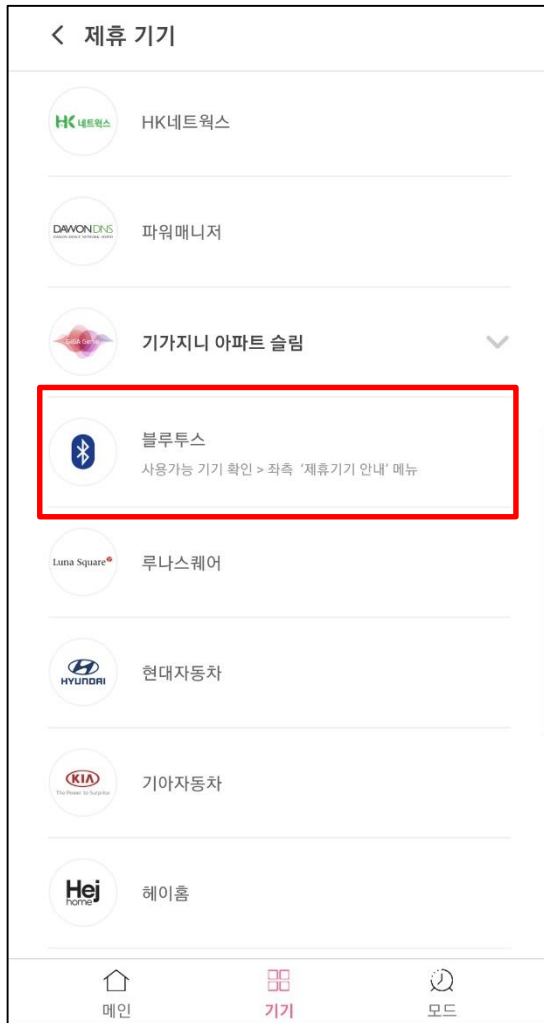 제휴 기기
HK네트웍스
HK네트웍스
DAWONDNS
파워매니저
GiGA Genie
기가지니 아파트 슬림
블루투스
사용가능 기기 확인 > 좌측 '제휴기기 안내' 메뉴
Luna Square
루나스퀘어
HYUNDAI
현대자동차
KIA
The Power to Surprise
기아자동차
Hej
home
헤이홈
메인
기기
모드